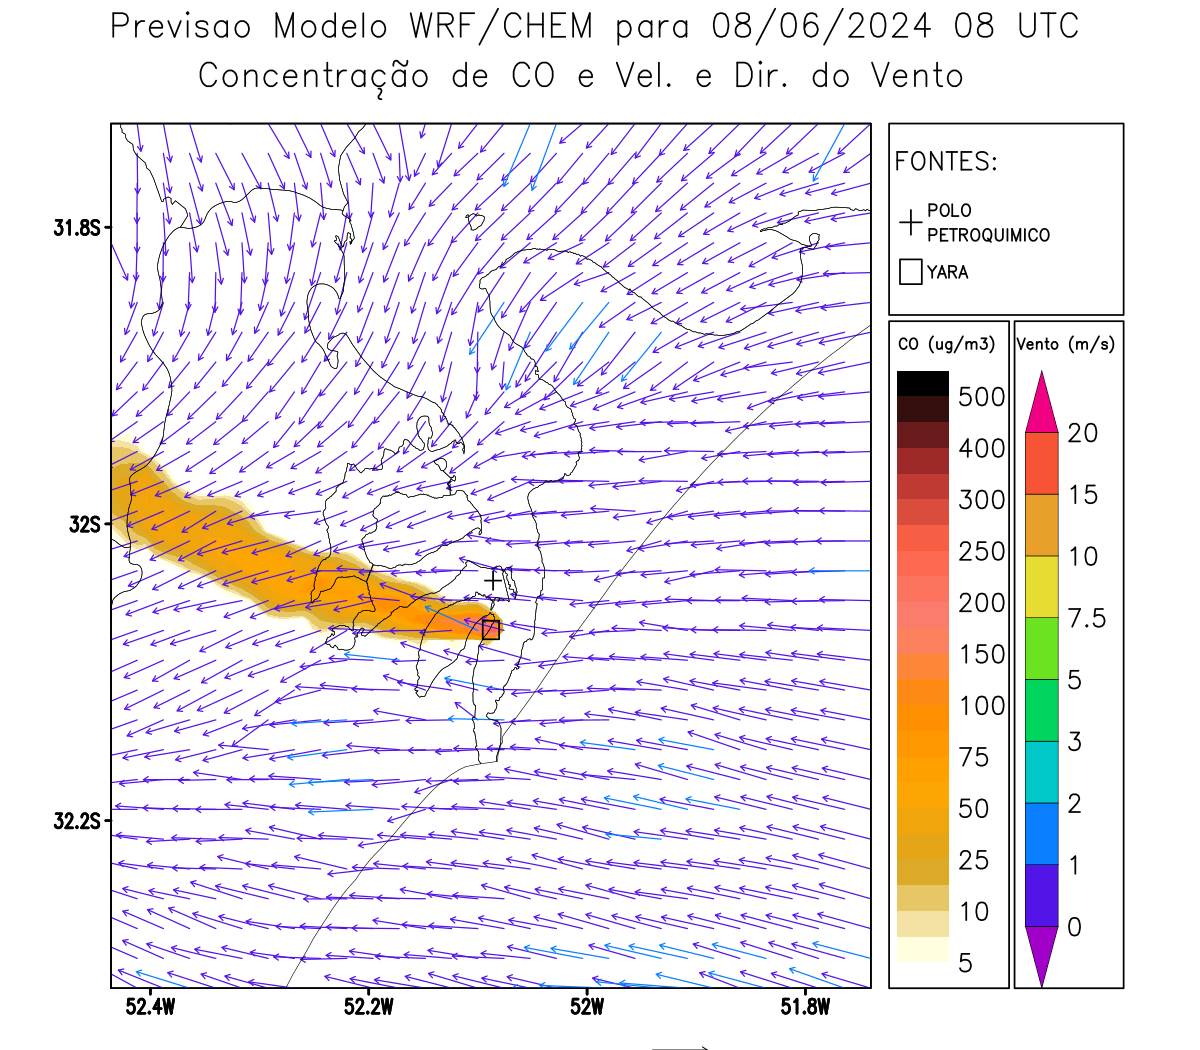 Previsao Modelo WRF/CHEM para 08/06/2024 08 UTC
Concentração de CO e Vel. e Dir. do Vento
FONTES:
POLO
PETROQUIMICO
YARA
31.8S
32S
32.2S
52.4W
52.2W
52W
51.8W
CO (ug/m3)
500
400
300
250
200
150
100
75
50
25
10
5
Vento (m/s)
20
15
10
7.5
5
3
2
1
0